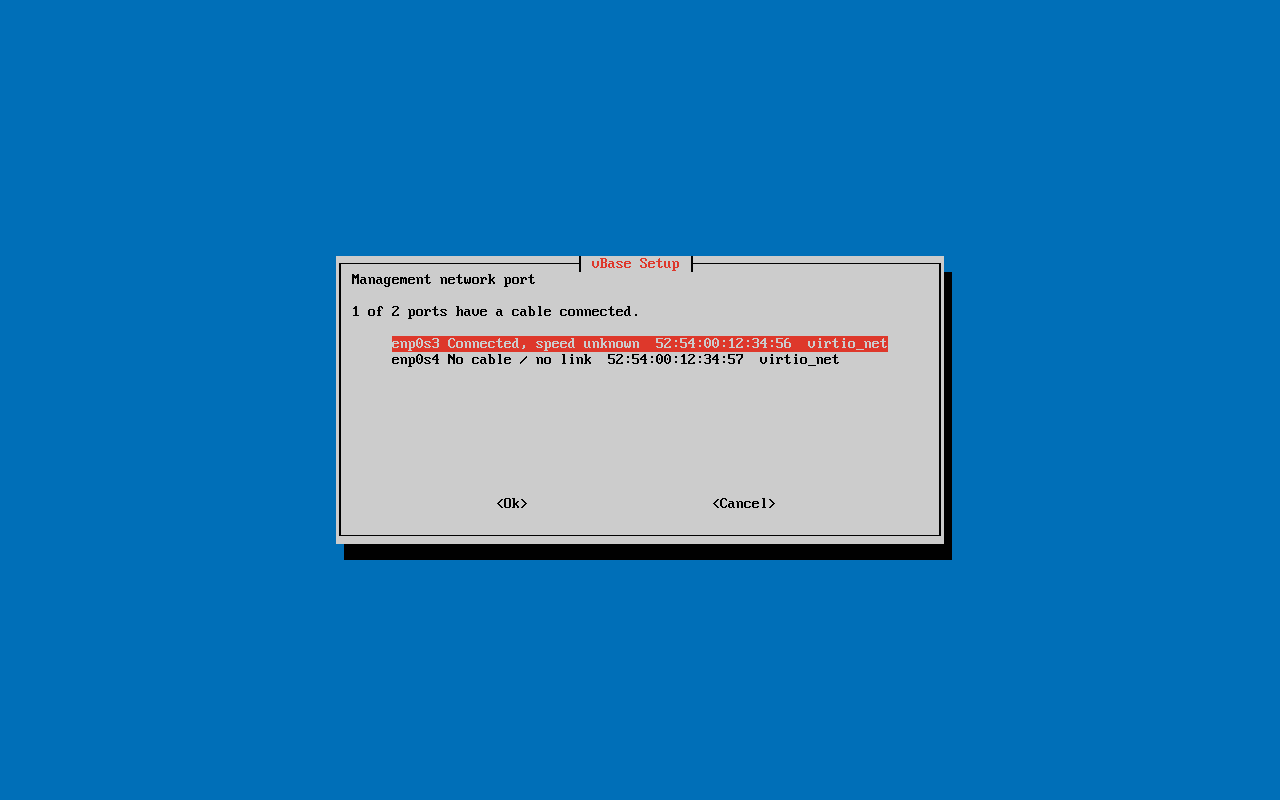 vBase Setup
Management network port
1 of 2 ports have a cable connected.
enp0s3 Connected, speed unknown  52:54:00:12:34:56  virtio_net
enp0s4 No cable / no link  52:54:00:12:34:57  virtio_net
<Ok> <Cancel>